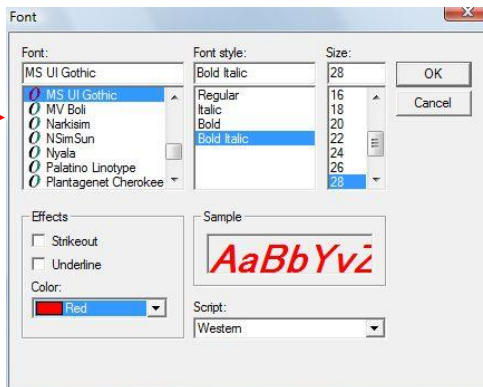 Font
Font:
MS UI Gothic
MS UI Gothic
MV Boli
Narkisim
NSimSun
Nyala
Palatino Linotype
Plantagenet Cherokee
Font style:
Bold Italic
Regular
Italic
Bold
Bold Italic
Size:
28
16
18
20
22
24
26
28
OK
Cancel
Effects
Strikeout
Underline
Color:
Red
Sample
AaBbYvZ
Script:
Western